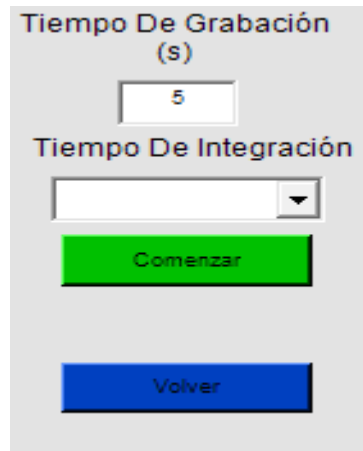 Tiempo De Grabación
(s)
5
Tiempo De Integración
Comenzar
Volver